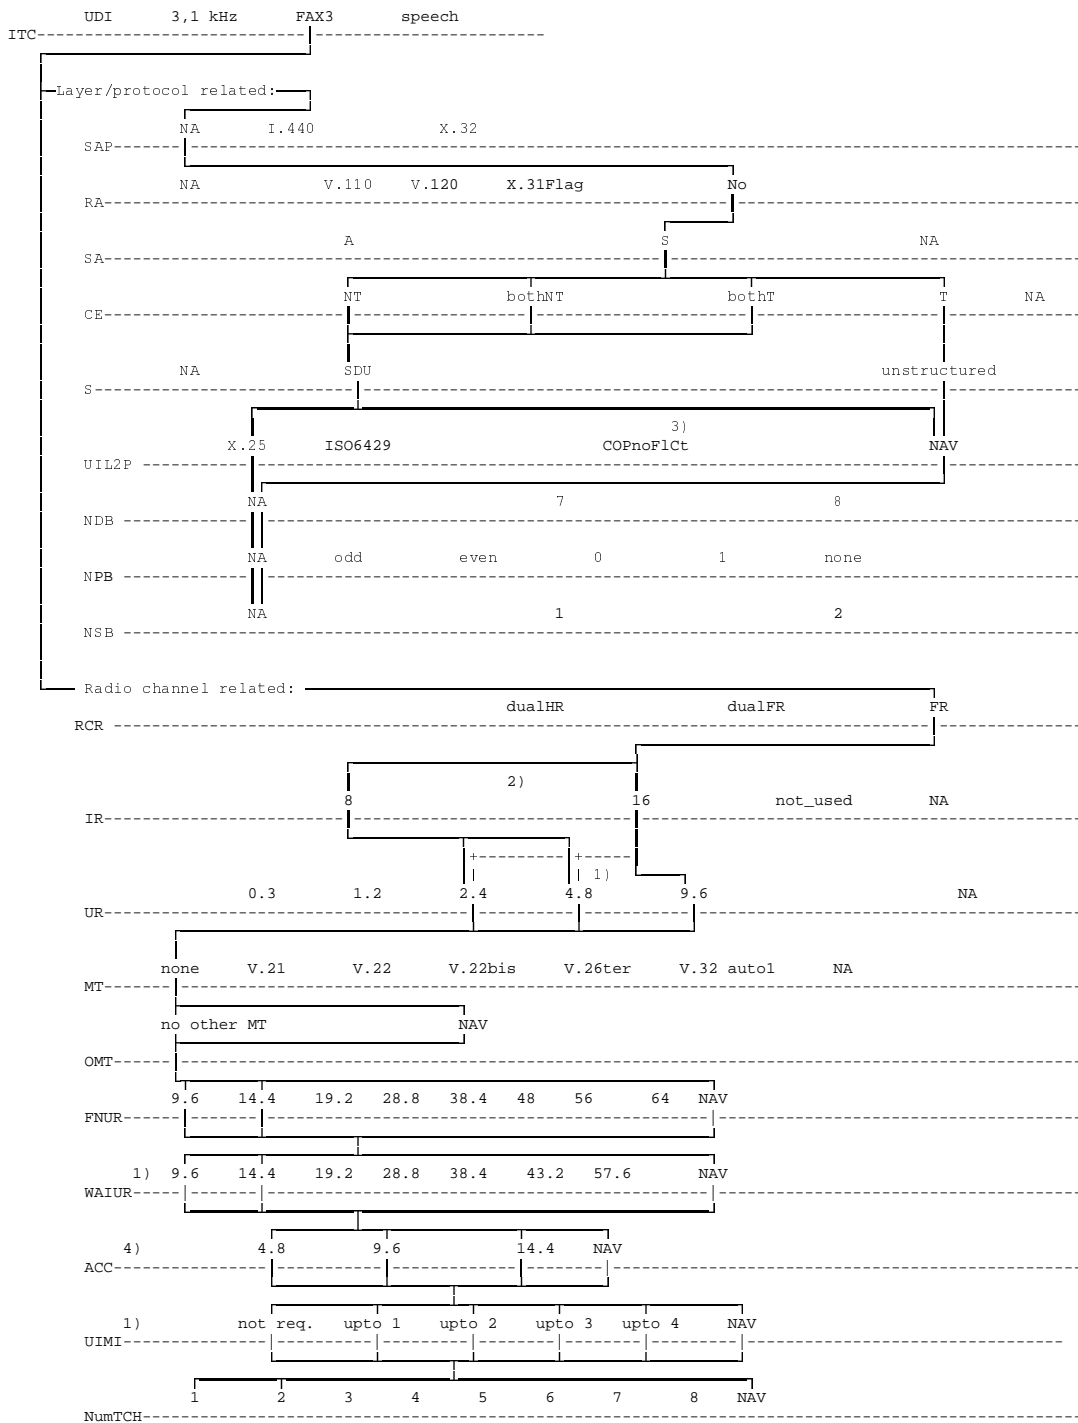 UDI 3,1 kHz FAX3 speech
ITC
Layer/protocol related:
NA I.440 X.32
SAP
NA V.110 V.120 X.31Flag No
RA
A S NA
SA
NT bothNT bothT T NA
CE
NA SDU unstructured
S
3)
X.25 ISO6429 COPnoFlCt NAV
UIL2P
NA 7 8
NDB
NA odd even 0 1 none
NPB
NA 1 2
NSB
Radio channel related:
dualHR dualFR FR
RCR
2)
8 16 not_used NA
IR
1)
0.3 1.2 2.4 4.8 9.6 NA
UR
none V.21 V.22 V.22bis V.26ter V.32 auto1 NA
MT
no other MT NAV
OMT
9.6 14.4 19.2 28.8 38.4 48 56 64 NAV
FNUR
1) 9.6 14.4 19.2 28.8 38.4 43.2 57.6 NAV
WAIUR
4) 4.8 9.6 14.4 NAV
ACC
1) not req. upto 1 upto 2 upto 3 upto 4 NAV
UIMI
1 2 3 4 5 6 7 8 NAV
NumTCH